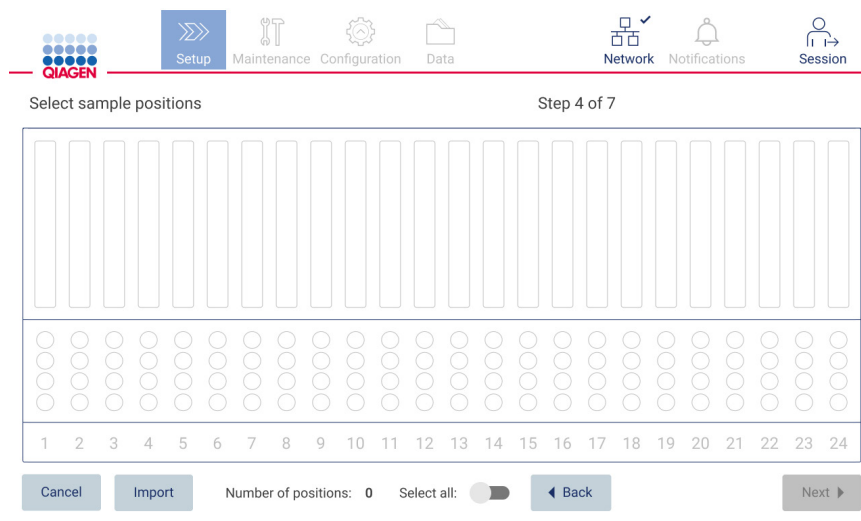 QIAGEN
Setup
Maintenance
Configuration
Data
Network
Notifications
Session
Select sample positions
Step 4 of 7
1 2 3 4 5 6 7 8 9 10 11 12 13 14 15 16 17 18 19 20 21 22 23 24
Cancel
Import
Number of positions: 0
Select all:
Back
Next